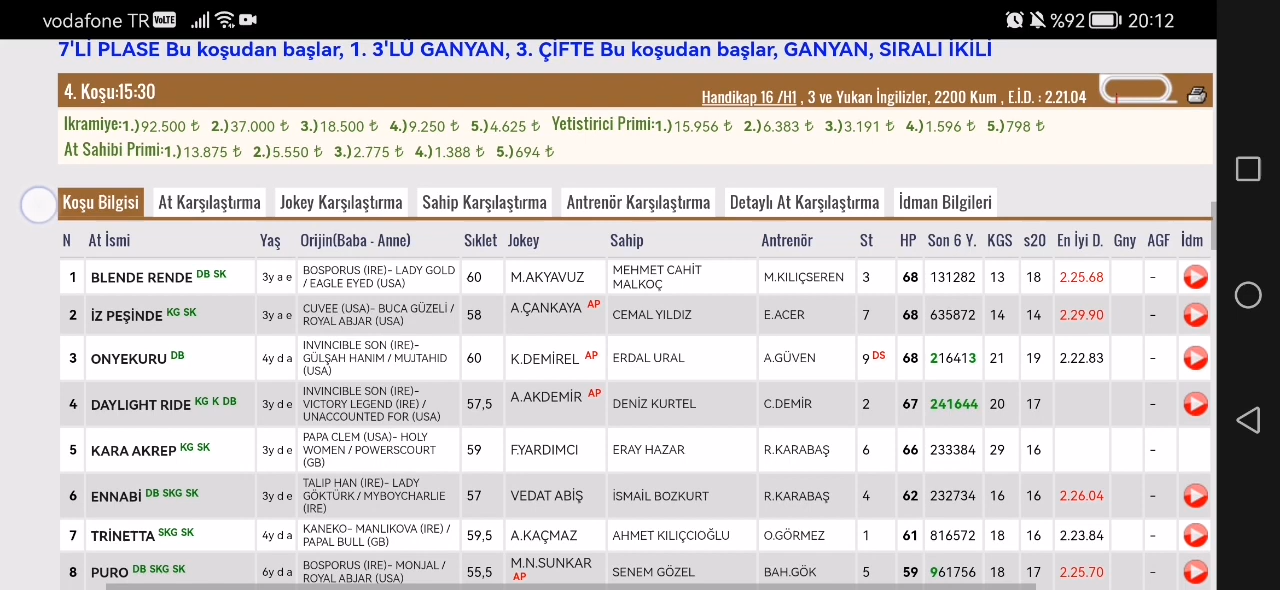 vodafone TR VoLTE %92 20:12
7'Lİ PLASE Bu koşudan başlar, 1. 3'LÜ GANYAN, 3. ÇİFTE Bu koşudan başlar, GANYAN, SIRALI İKİLİ
4. Koşu:15:30
Handikap 16 /H1 , 3 ve Yukarı İngilizler, 2200 Kum , E.İ.D. : 2.21.04
Ikramiye:1.)92.500 ₺ 2.)37.000 ₺ 3.)18.500 ₺ 4.)9.250 ₺ 5.)4.625 ₺ Yetistirici Primi:1.)15.956 ₺ 2.)6.383 ₺ 3.)3.191 ₺ 4.)1.596 ₺ 5.)798 ₺
At Sahibi Primi:1.)13.875 ₺ 2.)5.550 ₺ 3.)2.775 ₺ 4.)1.388 ₺ 5.)694 ₺
Koşu Bilgisi At Karşılaştırma Jokey Karşılaştırma Sahip Karşılaştırma Antrenör Karşılaştırma Detaylı At Karşılaştırma İdman Bilgileri
N At İsmi Yaş Orijin(Baba - Anne) Sıklet Jokey Sahip Antrenör St HP Son 6 Y. KGS s20 En İyi D. Gny AGF İdm
1 BLENDE RENDE DB SK 3y a e BOSPORUS (IRE)- LADY GOLD / EAGLE EYED (USA) 60 M.AKYAVUZ MEHMET CAHİT MALKOÇ M.KILIÇSEREN 3 68 131282 13 18 2.25.68 -
2 İZ PEŞİNDE KG SK 3y a e CUVEE (USA)- BUCA GÜZELİ / ROYAL ABJAR (USA) 58 A.ÇANKAYA AP CEMAL YILDIZ E.ACER 7 68 635872 14 14 2.29.90 -
3 ONYEKURU DB 4y d a INVINCIBLE SON (IRE)- GÜLŞAH HANIM / MUJTAHID (USA) 60 K.DEMİREL AP ERDAL URAL A.GÜVEN 9 DS 68 216413 21 19 2.22.83 -
4 DAYLIGHT RIDE KG K DB 3y d e INVINCIBLE SON (IRE)- VICTORY LEGEND (IRE) / UNACCOUNTED FOR (USA) 57,5 A.AKDEMİR AP DENİZ KURTEL C.DEMİR 2 67 241644 20 17 -
5 KARA AKREP KG SK 3y d e PAPA CLEM (USA)- HOLY WOMEN / POWERSCOURT (GB) 59 F.YARDIMCI ERAY HAZAR R.KARABAŞ 6 66 233384 29 16 -
6 ENNABİ DB SKG SK 3y d e TALIP HAN (IRE)- LADY GÖKTÜRK / MYBOYCHARLIE (IRE) 57 VEDAT ABİŞ İSMAİL BOZKURT R.KARABAŞ 4 62 232734 16 16 2.26.04 -
7 TRİNETTA SKG SK 4y d a KANEKO- MANLIKOVA (IRE) / PAPAL BULL (GB) 59,5 A.KAÇMAZ AHMET KILIÇCIOĞLU O.GÖRMEZ 1 61 816572 18 16 2.23.84 -
8 PURO DB SKG SK 6y d a BOSPORUS (IRE)- MONJAL / ROYAL ABJAR (USA) 55,5 M.N.SUNKAR AP SENEM GÖZEL BAH.GÖK 5 59 961756 18 17 2.25.70 -